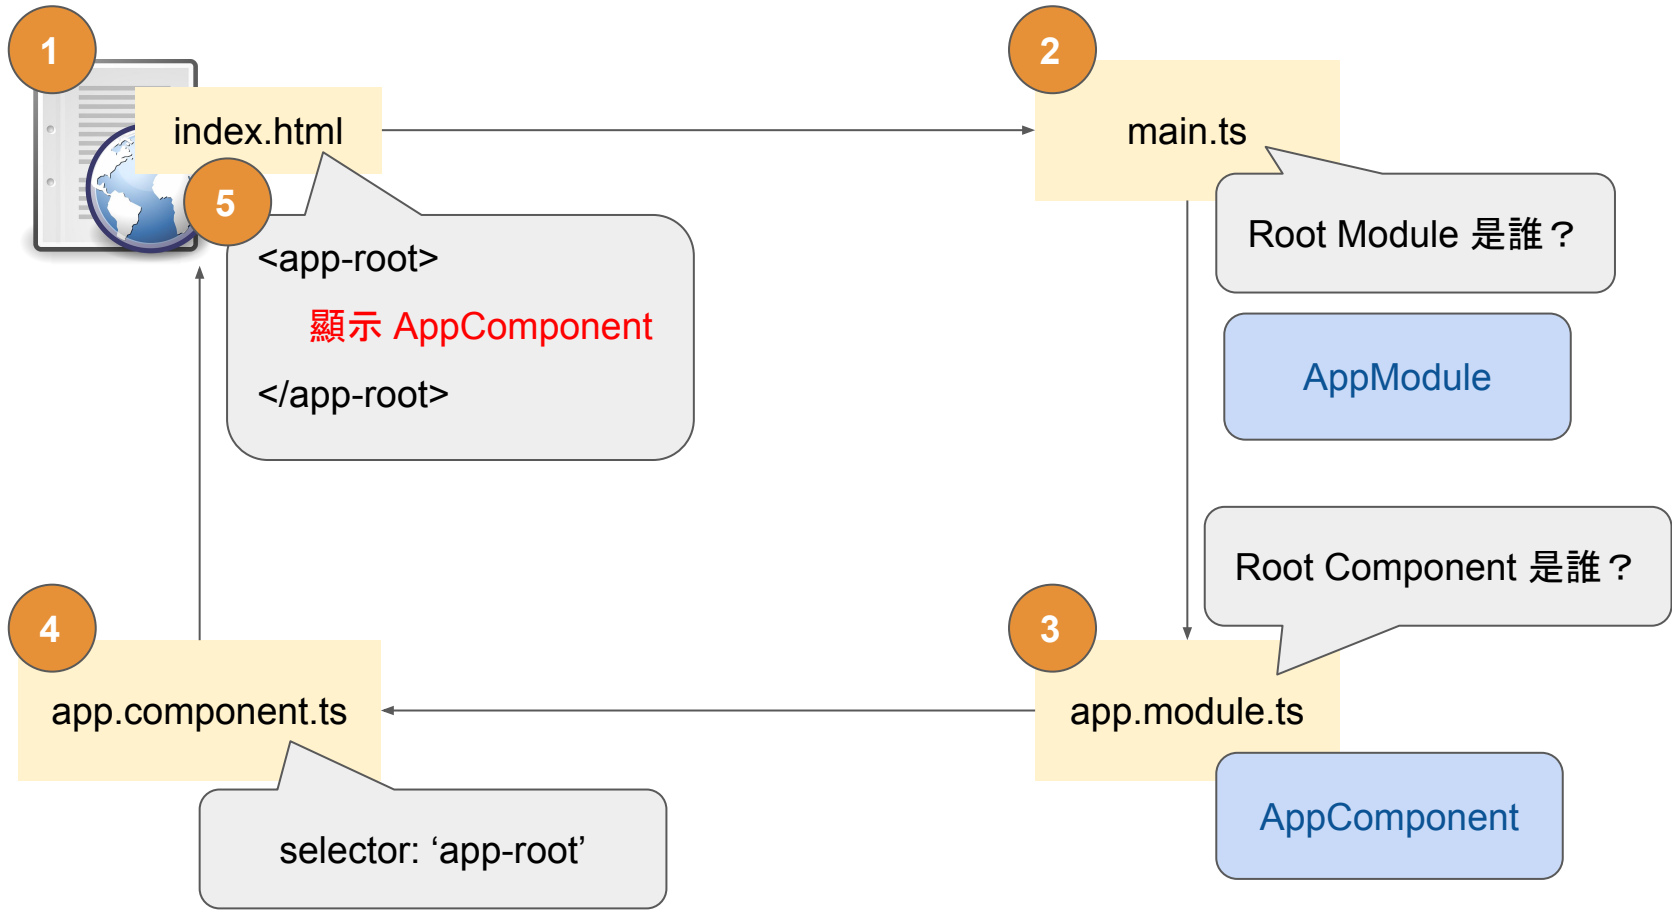 1
index.html
2
main.ts
Root Module 是誰？
AppModule
Root Component 是誰？
3
app.module.ts
AppComponent
4
app.component.ts
selector: ‘app-root’
5
<app-root>
顯示 AppComponent
</app-root>